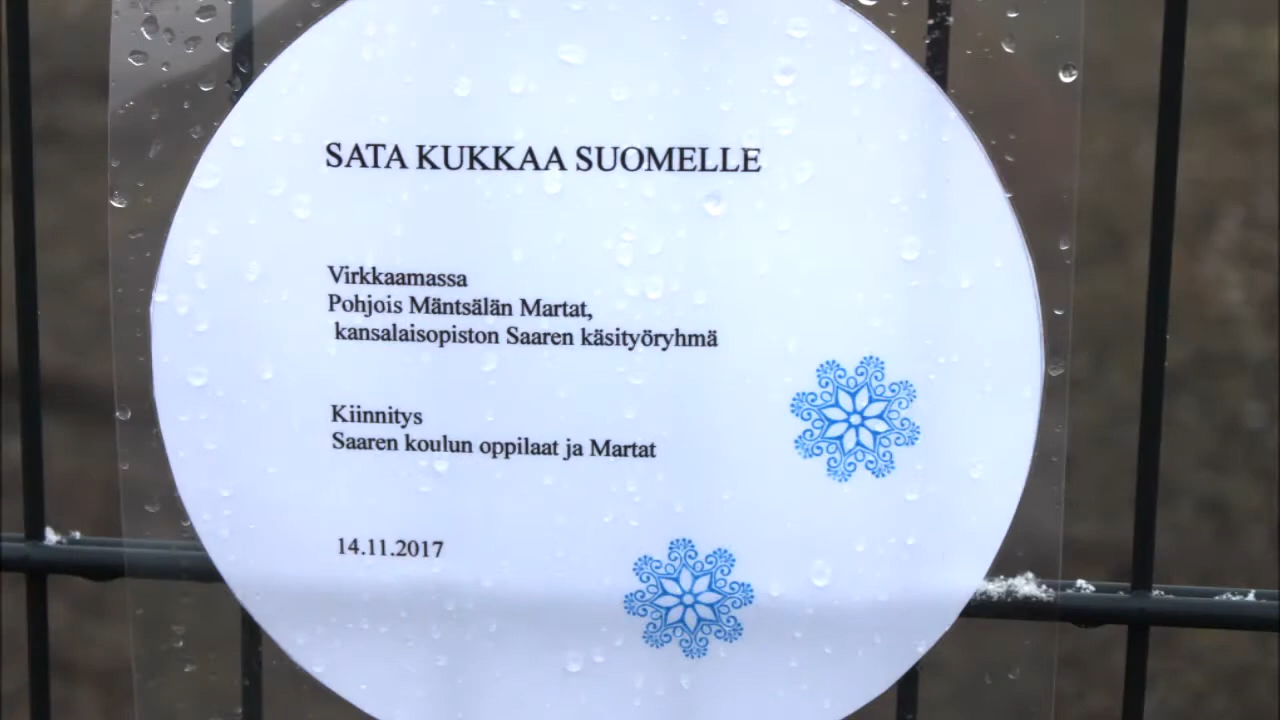 SATA KUKKAA SUOMELLE
Virkkaamassa
Pohjois Mäntsälän Martat,
kansalaisopiston Saaren käsityöryhmä
Kiinnitys
Saaren koulun oppilaat ja Martat
14.11.2017